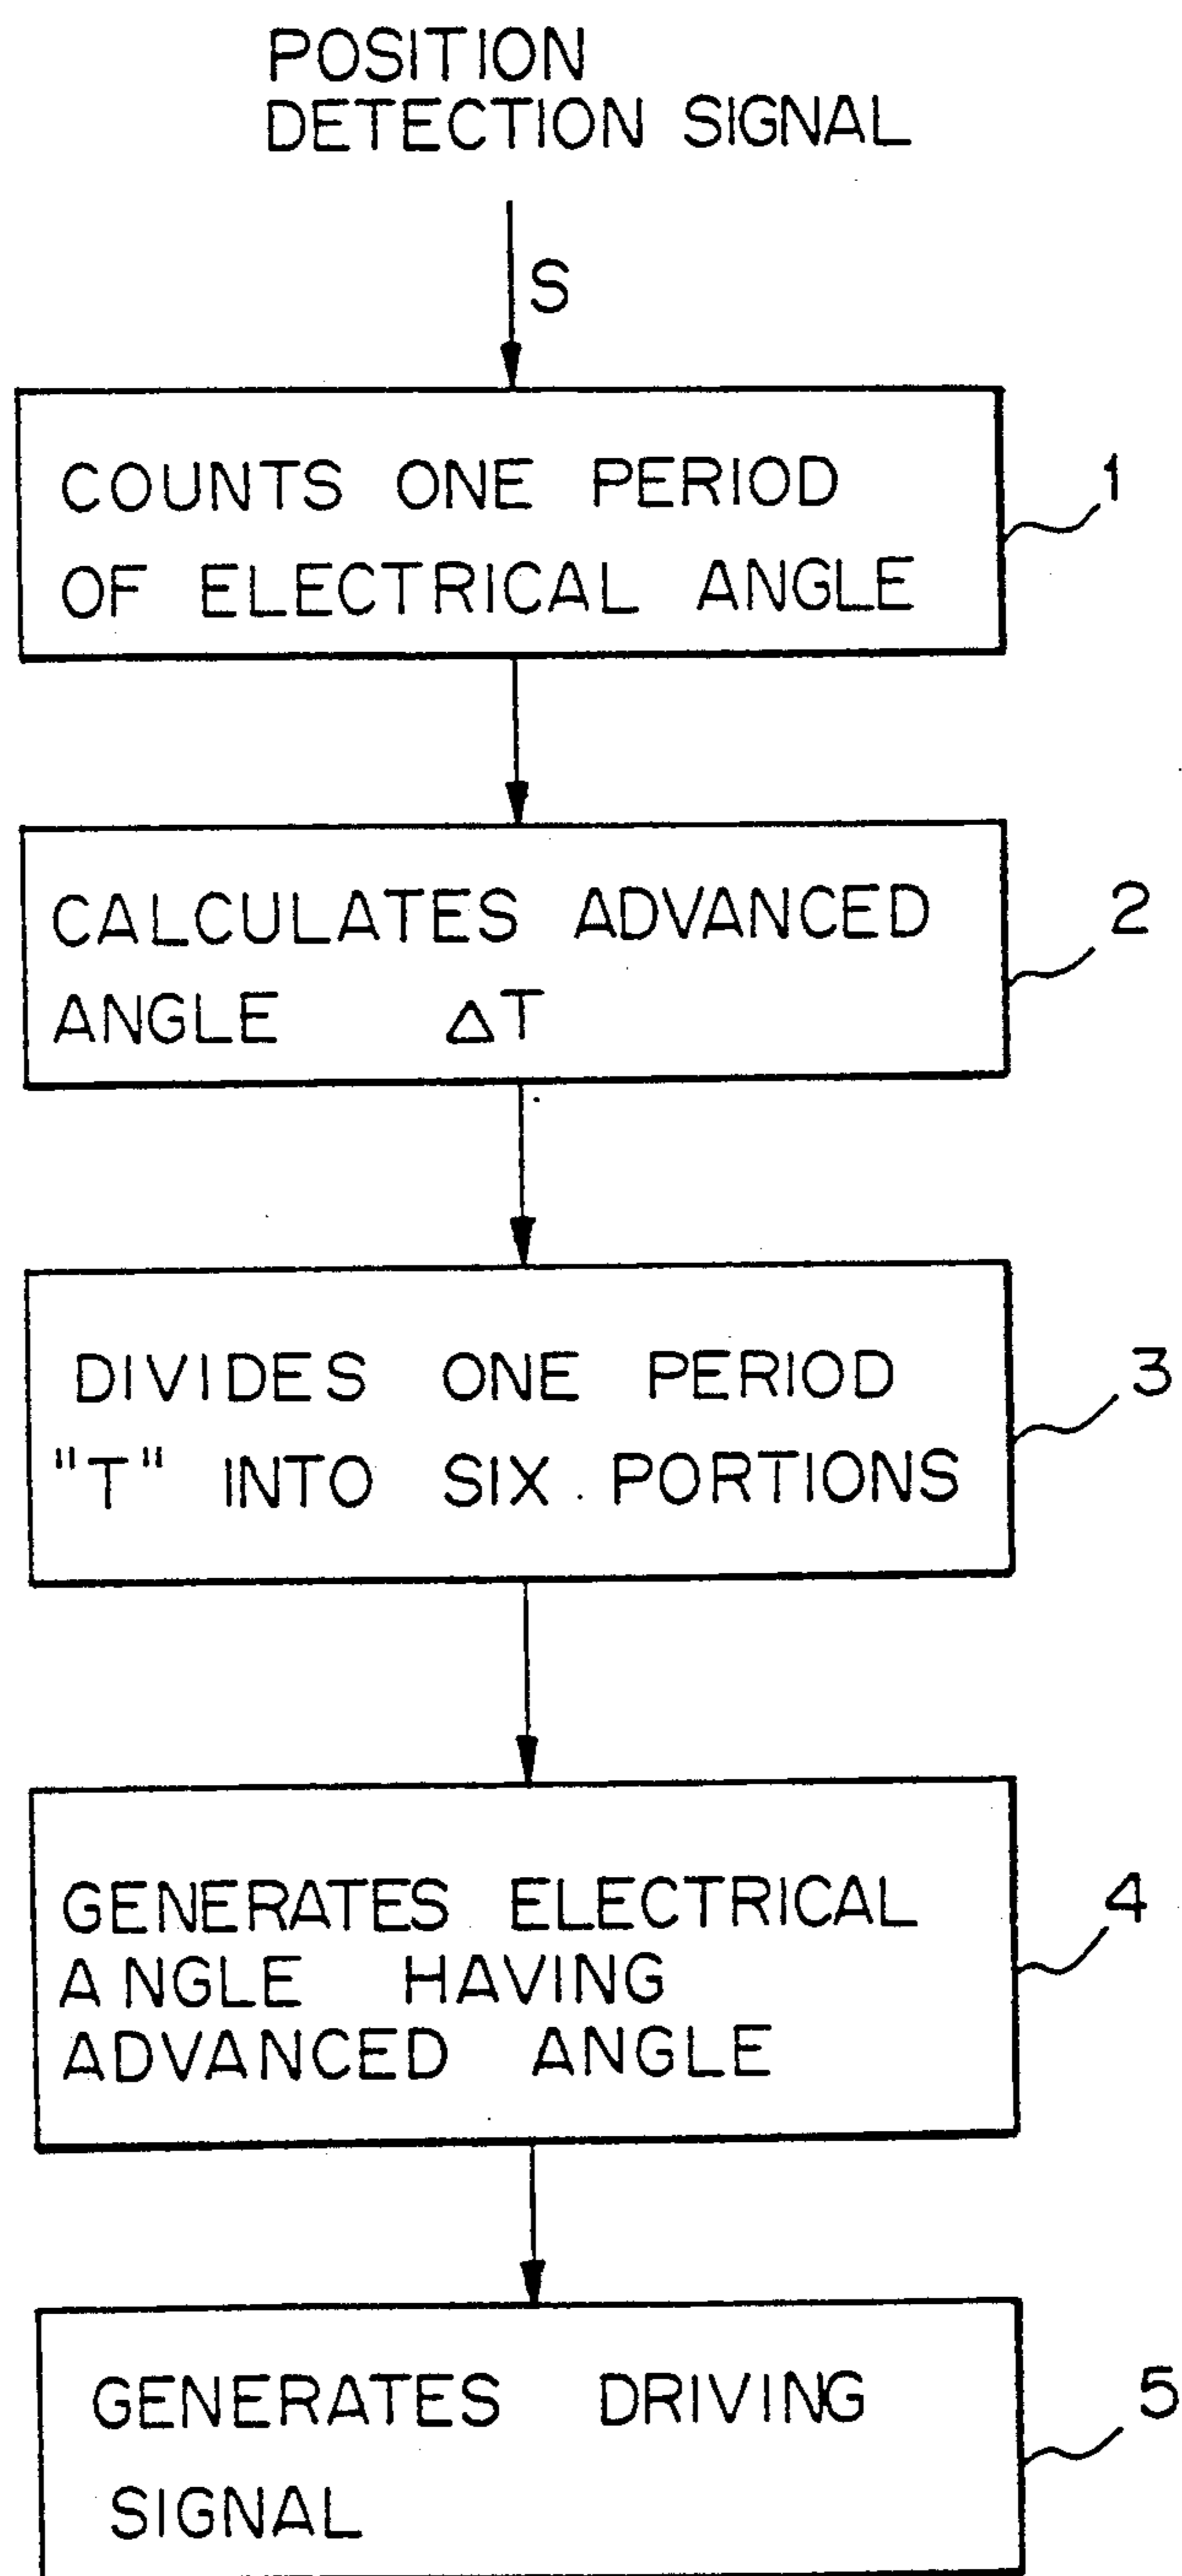 POSITION
DETECTION SIGNAL
S
COUNTS ONE PERIOD
OF ELECTRICAL ANGLE
1
CALCULATES ADVANCED
ANGLE ΔT
2
DIVIDES ONE PERIOD
"T" INTO SIX PORTIONS
3
GENERATES ELECTRICAL
ANGLE HAVING
ADVANCED ANGLE
4
GENERATES DRIVING
SIGNAL
5